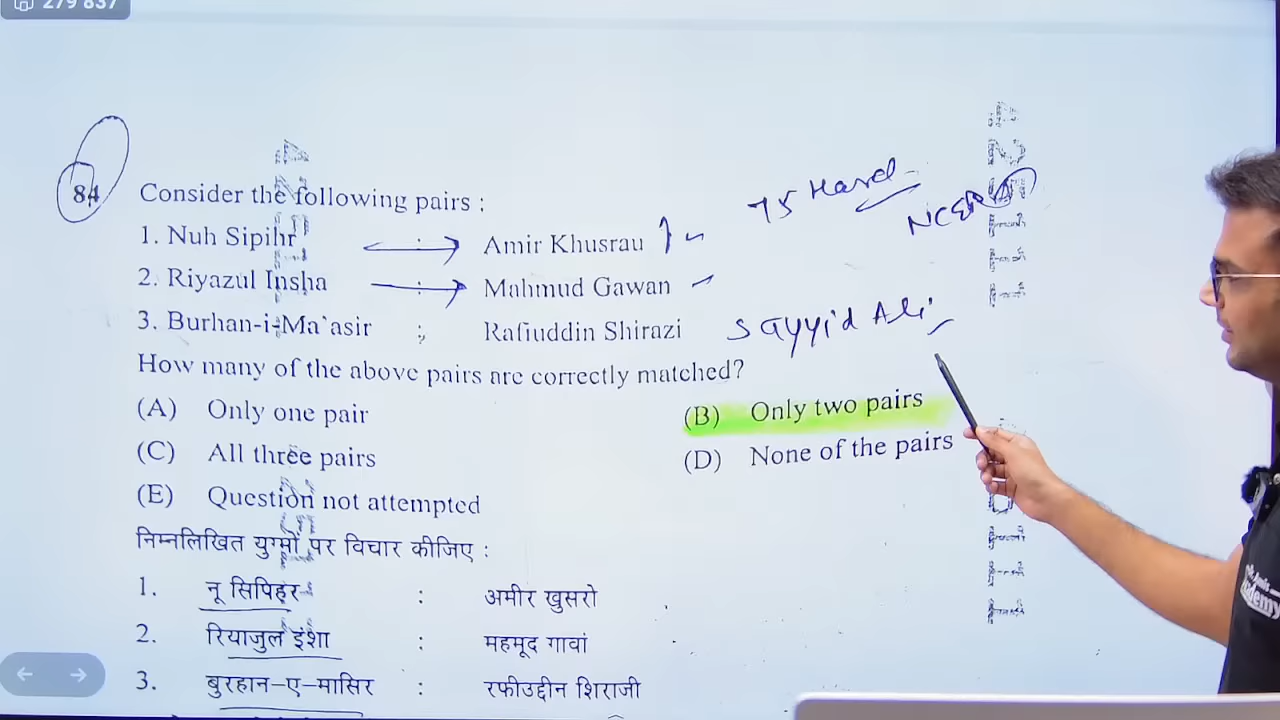 279 837
84 Consider the following pairs :
1. Nuh Sipihr : Amir Khusrau
75 Hard
NCERT
2. Riyazul Insha : Mahmud Gawan
3. Burhan-i-Ma'asir : Rafiuddin Shirazi Sayyid Ali
How many of the above pairs are correctly matched?
(A) Only one pair (B) Only two pairs
(C) All three pairs (D) None of the pairs
(E) Question not attempted
निम्नलिखित युग्मों पर विचार कीजिए :
1. नू सिपिहर : अमीर खुसरो
2. रियाजुल इंशा : महमूद गावां
3. बुरहान-ए-मासिर : रफीउद्दीन शिराजी
Academy